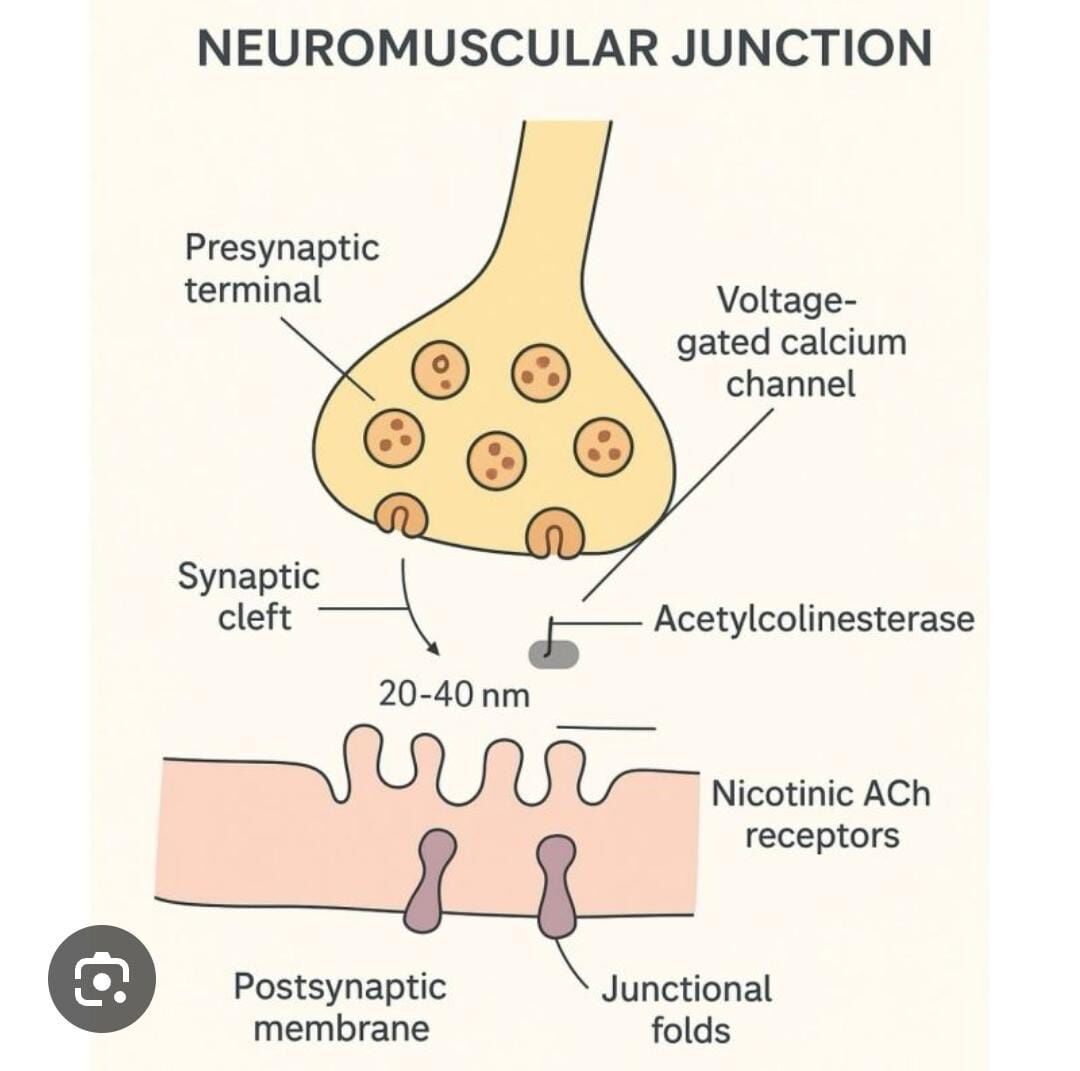 NEUROMUSCULAR JUNCTION
Presynaptic
terminal
Voltage-
gated calcium
channel
Synaptic
cleft
Acetylcolinesterase
20-40 nm
Nicotinic ACh
receptors
Postsynaptic
membrane
Junctional
folds